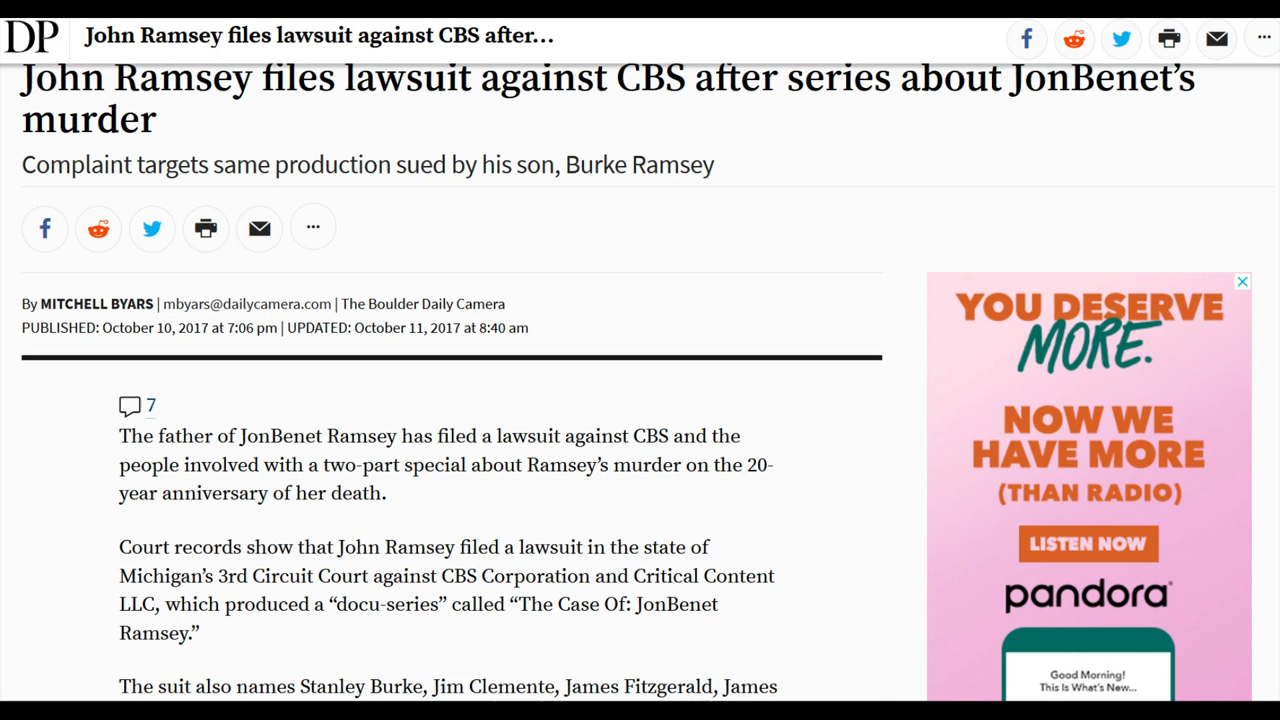 DP
John Ramsey files lawsuit against CBS after...
John Ramsey files lawsuit against CBS after series about JonBenet’s
murder
Complaint targets same production sued by his son, Burke Ramsey
By MITCHELL BYARS | mbyars@dailycamera.com | The Boulder Daily Camera
PUBLISHED: October 10, 2017 at 7:06 pm | UPDATED: October 11, 2017 at 8:40 am
7
The father of JonBenet Ramsey has filed a lawsuit against CBS and the
people involved with a two-part special about Ramsey’s murder on the 20-
year anniversary of her death.
Court records show that John Ramsey filed a lawsuit in the state of
Michigan’s 3rd Circuit Court against CBS Corporation and Critical Content
LLC, which produced a “docu-series” called “The Case Of: JonBenet
Ramsey.”
The suit also names Stanley Burke, Jim Clemente, James Fitzgerald, James
YOU DESERVE
MORE.
NOW WE
HAVE MORE
(THAN RADIO)
LISTEN NOW
pandora
Good Morning!
This Is What's New...